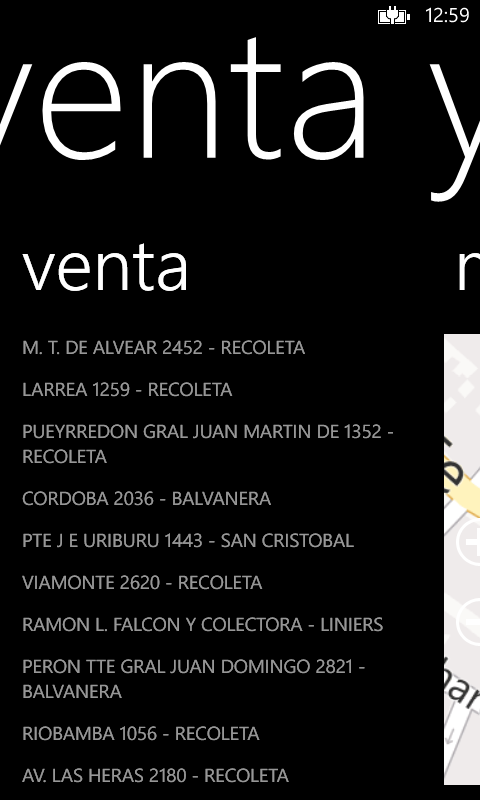 12:59
venta y
venta
M. T. DE ALVEAR 2452 - RECOLETA
LARREA 1259 - RECOLETA
PUEYRREDON GRAL JUAN MARTIN DE 1352 -
RECOLETA
CORDOBA 2036 - BALVANERA
PTE J E URIBURU 1443 - SAN CRISTOBAL
VIAMONTE 2620 - RECOLETA
RAMON L. FALCON Y COLECTORA - LINIERS
PERON TTE GRAL JUAN DOMINGO 2821 -
BALVANERA
RIOBAMBA 1056 - RECOLETA
AV. LAS HERAS 2180 - RECOLETA